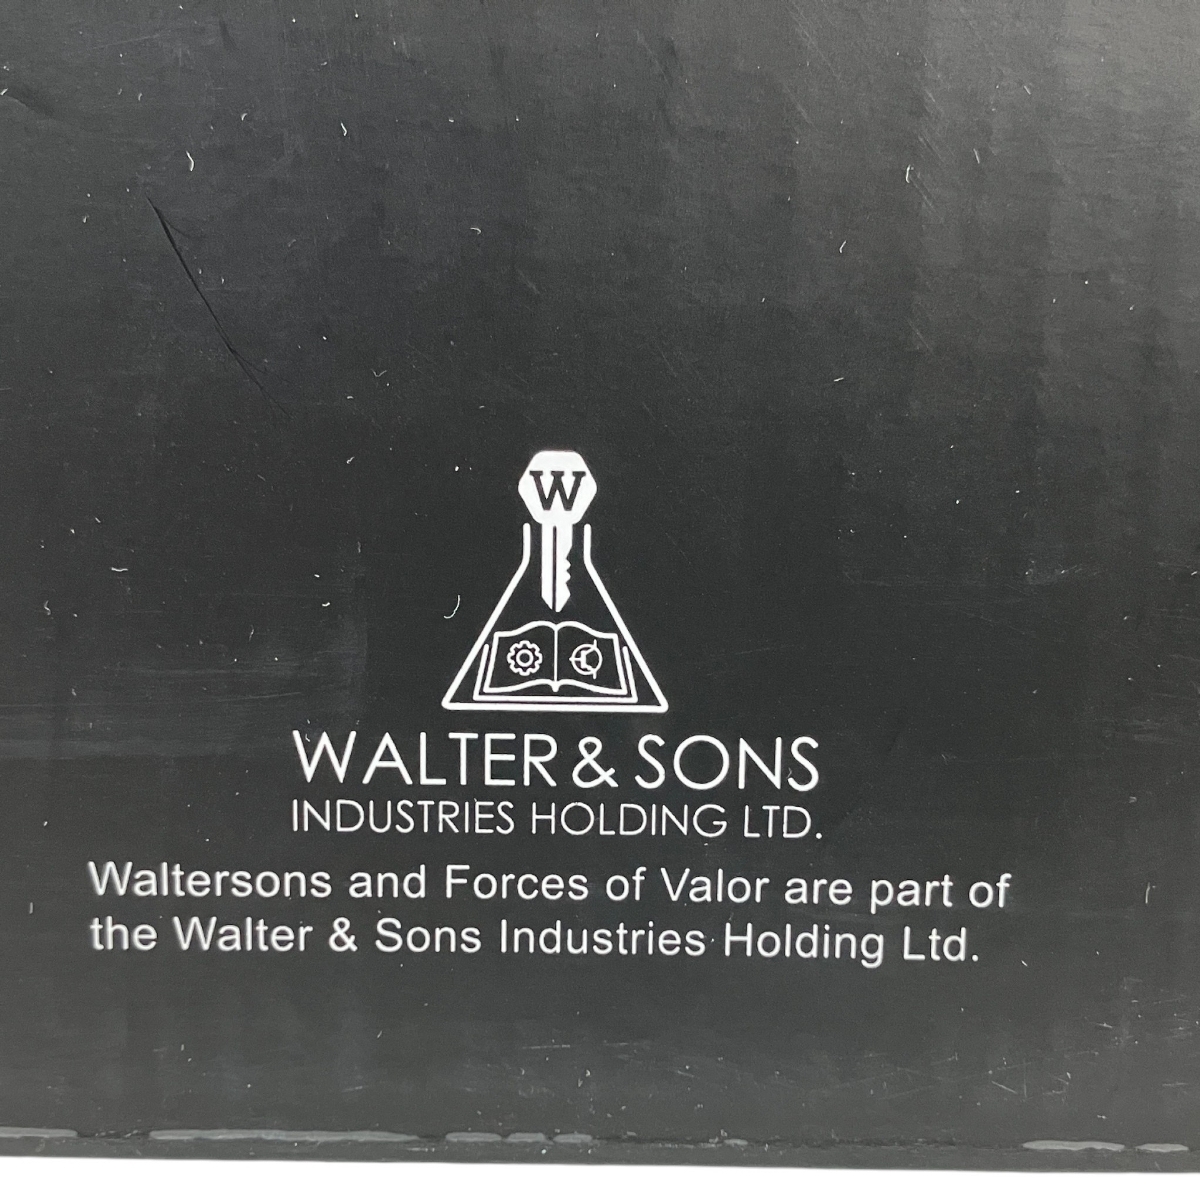 W
WALTER & SONS
INDUSTRIES HOLDING LTD.
Waltersons and Forces of Valor are part of
the Walter & Sons Industries Holding Ltd.